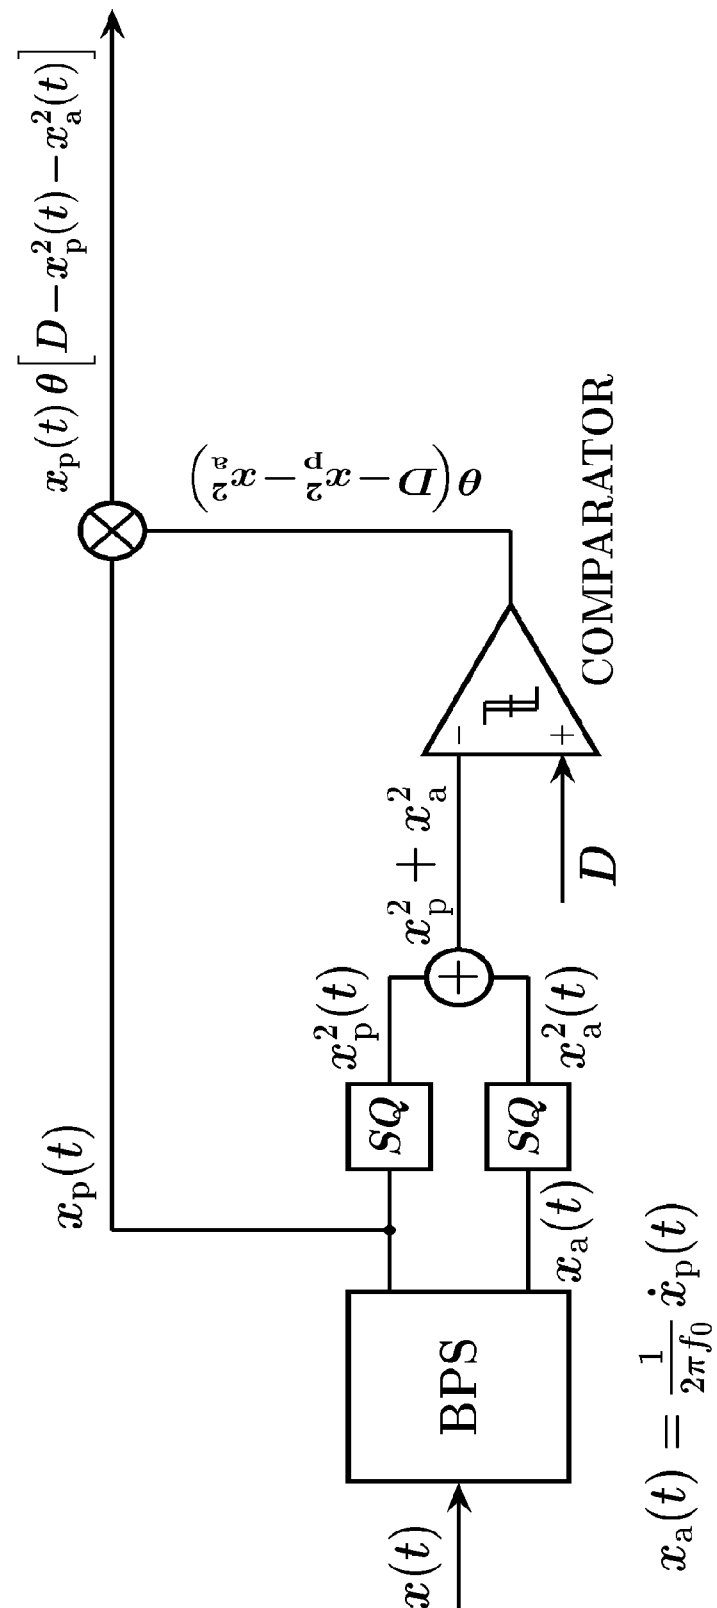 x(t)
BPS
x_p(t)
x_a(t)
SQ
SQ
x_p^2(t)
x_a^2(t)
+
x_p^2 + x_a^2
D
−
+
COMPARATOR
θ(D−x_p^2−x_a^2)
x_p(t) θ[D−x_p^2(t)−x_a^2(t)]
x_a(t) = \frac{1}{2πf_0} ẋ_p(t)